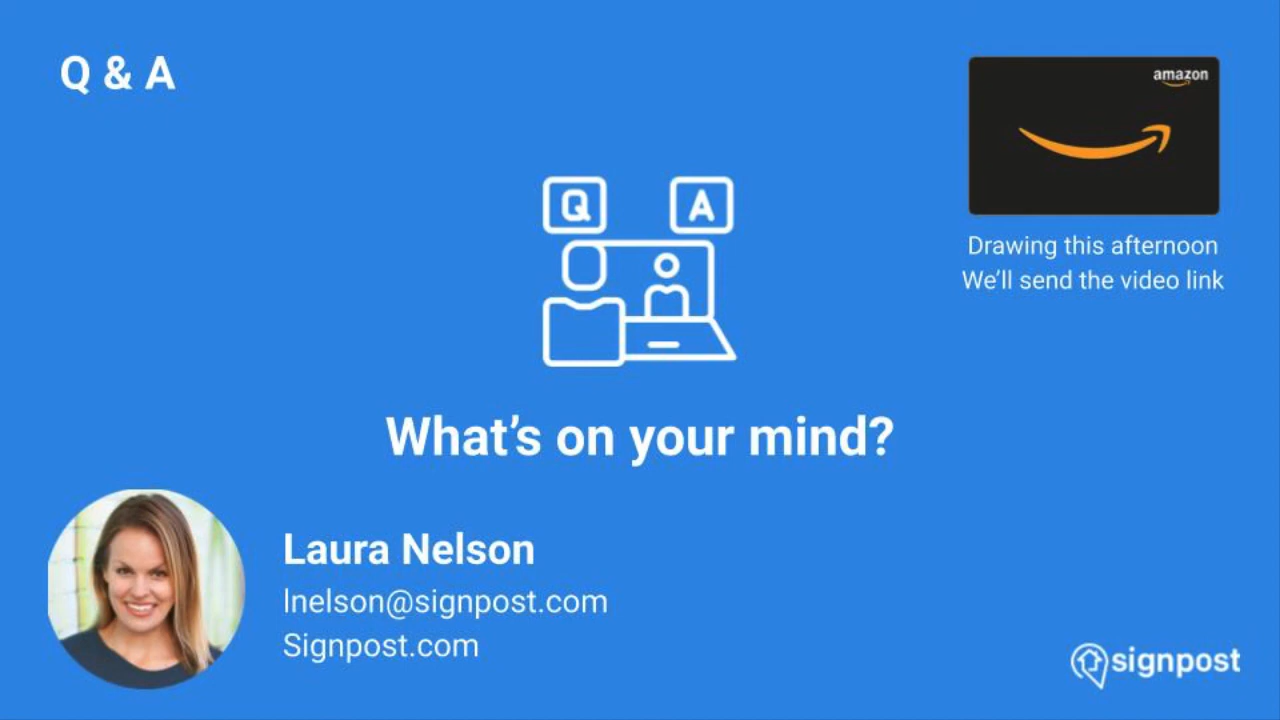 Q & A
amazon
Drawing this afternoon
We'll send the video link
Q A
What's on your mind?
Laura Nelson
lnelson@signpost.com
Signpost.com
signpost